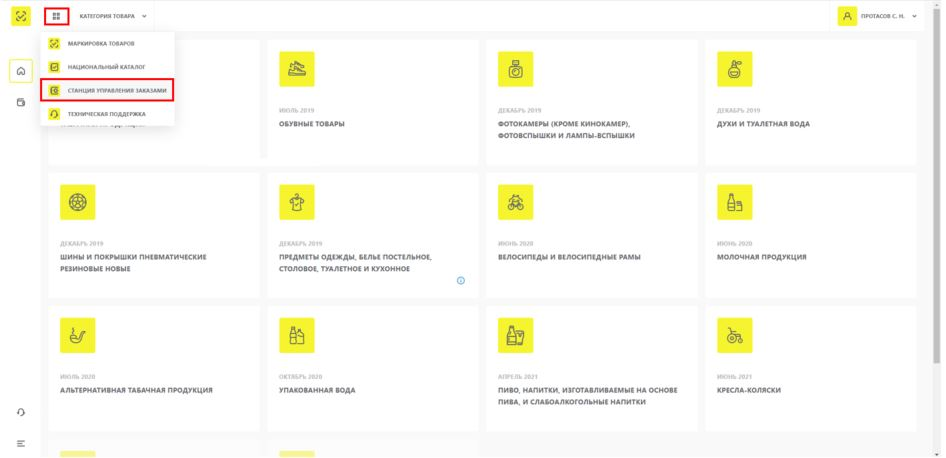 КАТЕГОРИЯ ТОВАРА
ПРОТАСОВ С. Н.
МАРКИРОВКА ТОВАРОВ
НАЦИОНАЛЬНЫЙ КАТАЛОГ
СТАНЦИЯ УПРАВЛЕНИЯ ЗАКАЗАМИ
ТЕХНИЧЕСКАЯ ПОДДЕРЖКА
ИЮЛЬ 2019
ОБУВНЫЕ ТОВАРЫ
ДЕКАБРЬ 2019
ФОТОКАМЕРЫ (КРОМЕ КИНОКАМЕР),
ФОТОВСПЫШКИ И ЛАМПЫ-ВСПЫШКИ
ДЕКАБРЬ 2019
ДУХИ И ТУАЛЕТНАЯ ВОДА
ДЕКАБРЬ 2019
ШИНЫ И ПОКРЫШКИ ПНЕВМАТИЧЕСКИЕ
РЕЗИНОВЫЕ НОВЫЕ
ДЕКАБРЬ 2019
ПРЕДМЕТЫ ОДЕЖДЫ, БЕЛЬЕ ПОСТЕЛЬНОЕ,
СТОЛОВОЕ, ТУАЛЕТНОЕ И КУХОННОЕ
ИЮНЬ 2020
ВЕЛОСИПЕДЫ И ВЕЛОСИПЕДНЫЕ РАМЫ
ИЮНЬ 2020
МОЛОЧНАЯ ПРОДУКЦИЯ
ИЮЛЬ 2020
АЛЬТЕРНАТИВНАЯ ТАБАЧНАЯ ПРОДУКЦИЯ
ОКТЯБРЬ 2020
УПАКОВАННАЯ ВОДА
АПРЕЛЬ 2021
ПИВО, НАПИТКИ, ИЗГОТАВЛИВАЕМЫЕ НА ОСНОВЕ
ПИВА, И СЛАБОАЛКОГОЛЬНЫЕ НАПИТКИ
ИЮНЬ 2021
КРЕСЛА-КОЛЯСКИ